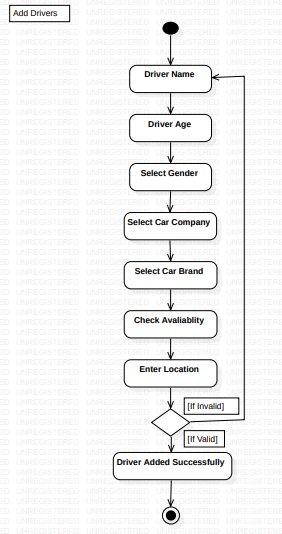 Add Drivers
Driver Name
Driver Age
Select Gender
Select Car Company
Select Car Brand
Check Avaliablity
Enter Location
[If Invalid]
[If Valid]
Driver Added Successfully